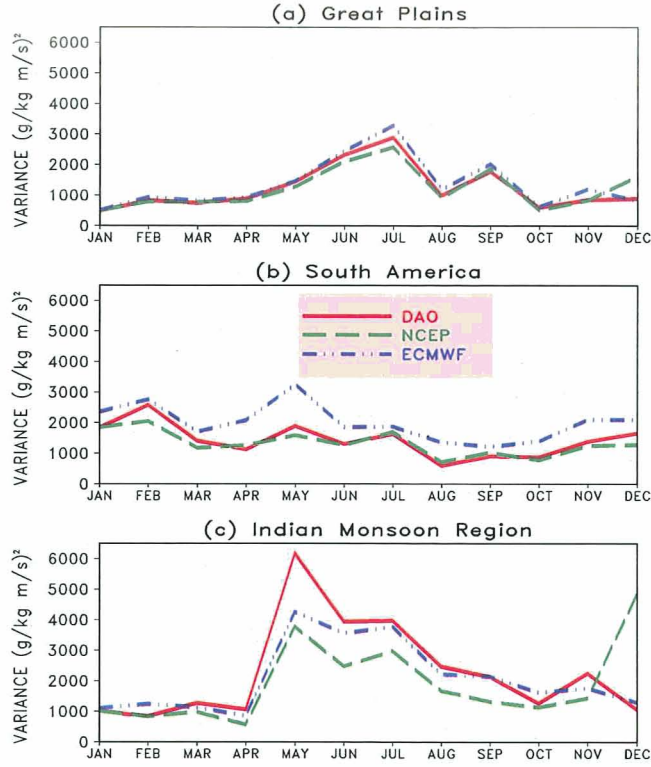 (a) Great Plains
VARIANCE (g/kg m/s)²
6000
5000
4000
3000
2000
1000
0
JAN FEB MAR APR MAY JUN JUL AUG SEP OCT NOV DEC
(b) South America
VARIANCE (g/kg m/s)²
6000
5000
4000
3000
2000
1000
0
DAO
NCEP
ECMWF
JAN FEB MAR APR MAY JUN JUL AUG SEP OCT NOV DEC
(c) Indian Monsoon Region
VARIANCE (g/kg m/s)²
6000
5000
4000
3000
2000
1000
0
JAN FEB MAR APR MAY JUN JUL AUG SEP OCT NOV DEC